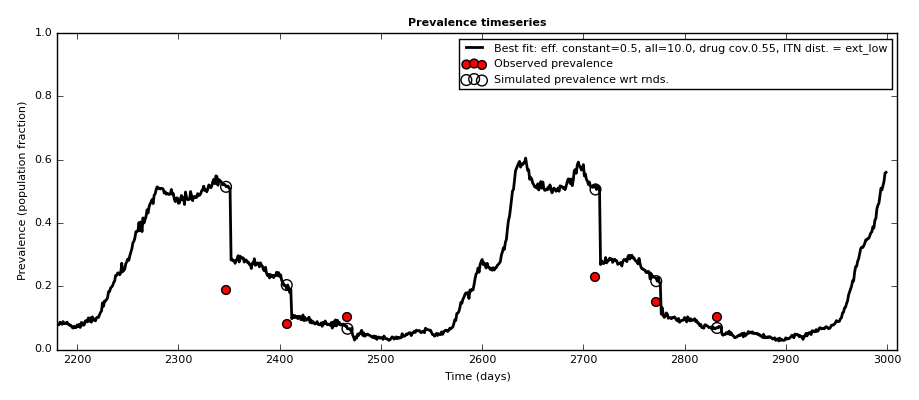 Prevalence timeseries
Best fit: eff. constant=0.5, all=10.0, drug cov.0.55, ITN dist. = ext_low
Observed prevalence
Simulated prevalence wrt rnds.
Prevalence (population fraction)
1.0
0.8
0.6
0.4
0.2
0.0
2200 2300 2400 2500 2600 2700 2800 2900 3000
Time (days)